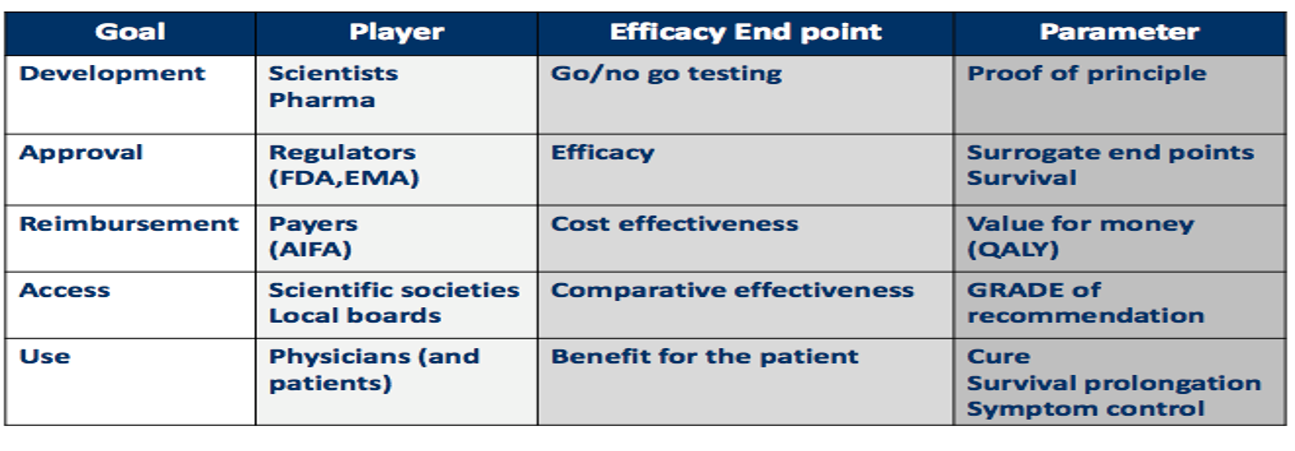 Goal Player Efficacy End point Parameter
Development Scientists Go/no go testing Proof of principle
Pharma
Approval Regulators Efficacy Surrogate end points
(FDA,EMA) Survival
Reimbursement Payers Cost effectiveness Value for money
(AIFA) (QALY)
Access Scientific societies Comparative effectiveness GRADE of
Local boards recommendation
Use Physicians (and Benefit for the patient Cure
patients) Survival prolongation
Symptom control